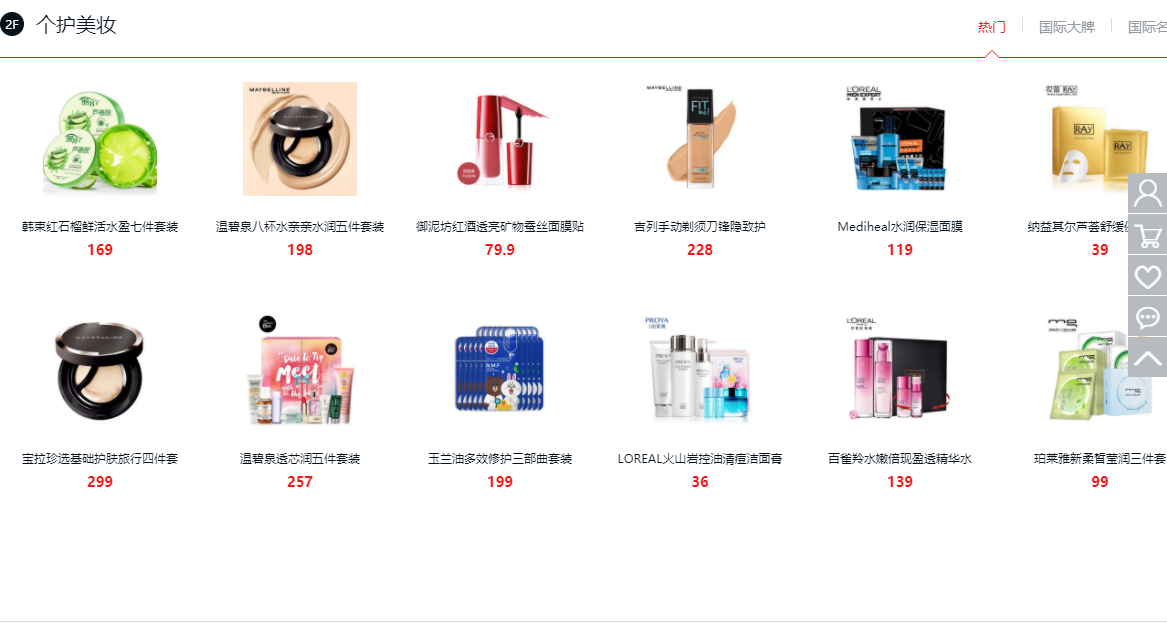 2F 个护美妆
热门 国际大牌 国际名
MAYBELLINE
MAYBELLINE
FIT
me!
L'OREAL
MEN EXPERT
RAY
RAY
韩束红石榴鲜活水盈七件套装
169
温碧泉八杯水亲亲水润五件套装
198
御泥坊红酒透亮矿物蚕丝面膜贴
79.9
吉列手动剃须刀锋隐致护
228
Mediheal水润保湿面膜
119
纳益其尔芦荟舒缓
39
Dare to Try
Meet
N.M.F
PROYA
L'OREAL
宝拉珍选基础护肤旅行四件套
299
温碧泉透芯润五件套装
257
玉兰油多效修护三部曲套装
199
LOREAL火山岩控油清痘洁面膏
36
百雀羚水嫩倍现盈透精华水
139
珀莱雅新柔皙莹润三件套
99